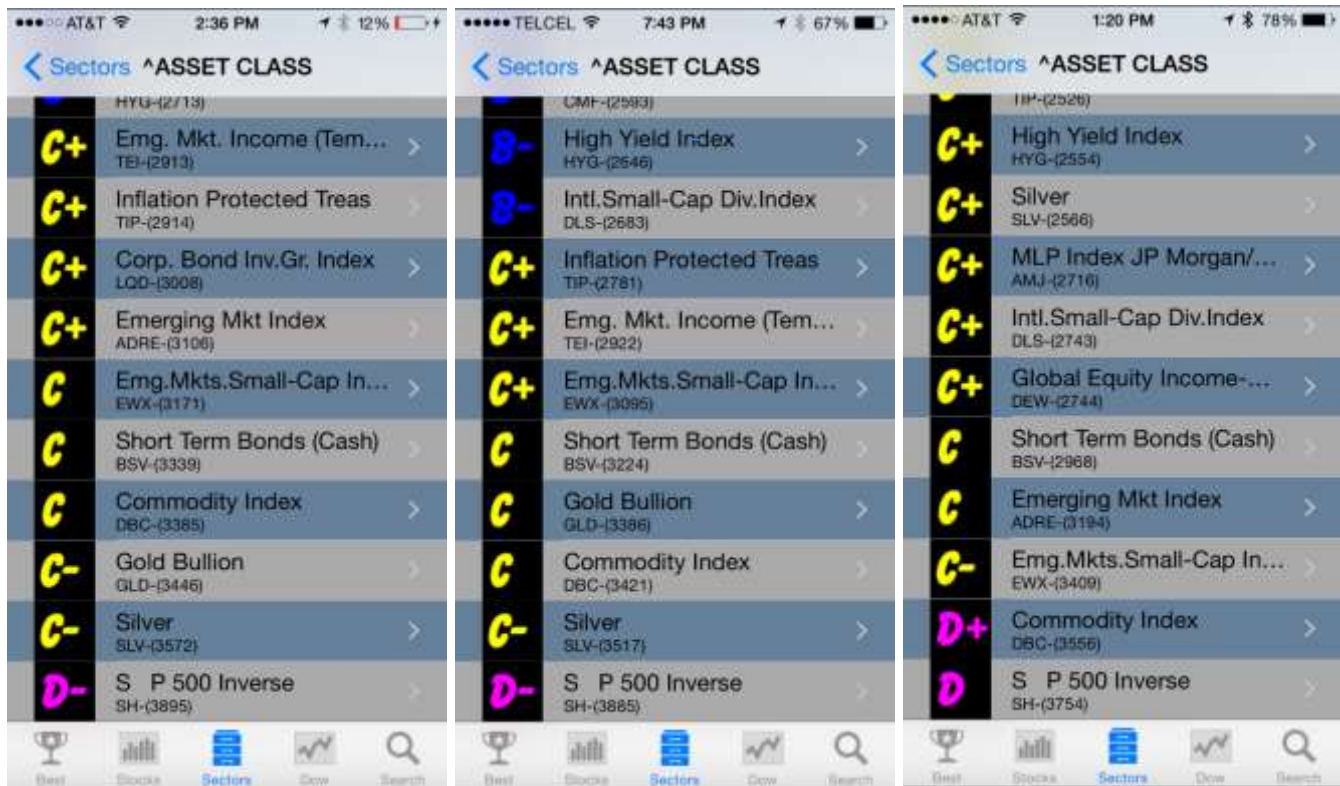 AT&T 2:36 PM 12%
Sectors ^ASSET CLASS
HYG-(2713)
C+ Emg. Mkt. Income (Tem...
TEI-(2913)
C+ Inflation Protected Treas
TIP-(2914)
C+ Corp. Bond Inv.Gr. Index
LQD-(3008)
C+ Emerging Mkt Index
ADRE-(3106)
C Emg.Mkts.Small-Cap In...
EWX-(3171)
C Short Term Bonds (Cash)
BSV-(3339)
C Commodity Index
DBC-(3385)
C- Gold Bullion
GLD-(3446)
C- Silver
SLV-(3572)
D- S P 500 Inverse
SH-(3895)
Best Stocks Sectors Dow Search
TELCEL 7:43 PM 67%
Sectors ^ASSET CLASS
CMF-(2593)
B- High Yield Index
HYG-(2646)
B- Intl.Small-Cap Div.Index
DLS-(2683)
C+ Inflation Protected Treas
TIP-(2781)
C+ Emg. Mkt. Income (Tem...
TEI-(2922)
C+ Emg.Mkts.Small-Cap In...
EWX-(3095)
C Short Term Bonds (Cash)
BSV-(3224)
C Gold Bullion
GLD-(3386)
C Commodity Index
DBC-(3421)
C- Silver
SLV-(3517)
D- S P 500 Inverse
SH-(3885)
Best Stocks Sectors Dow Search
AT&T 1:20 PM 78%
Sectors ^ASSET CLASS
TIP-(2526)
C+ High Yield Index
HYG-(2554)
C+ Silver
SLV-(2566)
C+ MLP Index JP Morgan/...
AMJ-(2716)
C+ Intl.Small-Cap Div.Index
DLS-(2743)
C+ Global Equity Income-...
DEW-(2744)
C Short Term Bonds (Cash)
BSV-(2968)
C Emerging Mkt Index
ADRE-(3194)
C- Emg.Mkts.Small-Cap In...
EWX-(3409)
D+ Commodity Index
DBC-(3556)
D S P 500 Inverse
SH-(3754)
Best Stocks Sectors Dow Search